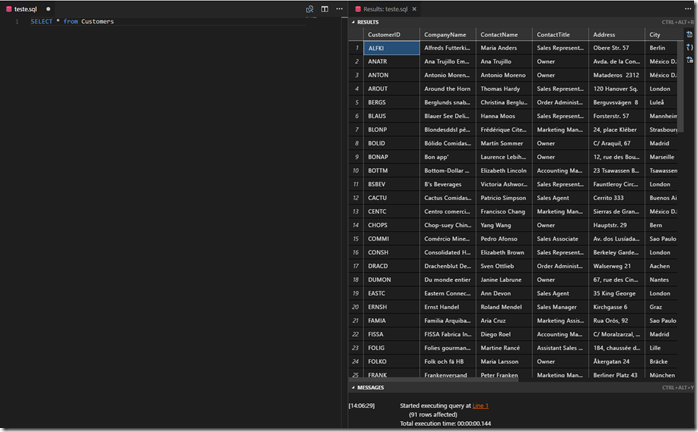 teste.sql
Results: teste.sql
1 SELECT * from Customers
RESULTS CTRL+ALT+R
CustomerID CompanyName ContactName ContactTitle Address City
1 ALFKI Alfreds Futterki... Maria Anders Sales Represent... Obere Str. 57 Berlin
2 ANATR Ana Trujillo Em... Ana Trujillo Owner Avda. de la Con... México D.
3 ANTON Antonio Moren... Antonio Moreno Owner Mataderos 2312 México D.
4 AROUT Around the Horn Thomas Hardy Sales Represent... 120 Hanover Sq. London
5 BERGS Berglunds snab... Christina Berglu... Order Administ... Berguvsvägen 8 Luleå
6 BLAUS Blauer See Deli... Hanna Moos Sales Represent... Forsterstr. 57 Mannheim
7 BLONP Blondesddsl pé... Frédérique Cite... Marketing Man... 24, place Kléber Strasbour
8 BOLID Bólido Comidas... Martín Sommer Owner C/ Araquil, 67 Madrid
9 BONAP Bon app' Laurence Lebih... Owner 12, rue des Bou... Marseille
10 BOTTM Bottom-Dollar ... Elizabeth Lincoln Accounting Ma... 23 Tsawassen B... Tsawassen
11 BSBEV B's Beverages Victoria Ashwor... Sales Represent... Fauntleroy Circ... London
12 CACTU Cactus Comidas... Patricio Simpson Sales Agent Cerrito 333 Buenos Ai
13 CENTC Centro comerci... Francisco Chang Marketing Man... Sierras de Gran... México D.
14 CHOPS Chop-suey Chin... Yang Wang Owner Hauptstr. 29 Bern
15 COMMI Comércio Mine... Pedro Afonso Sales Associate Av. dos Lusíada... Sao Paulo
16 CONSH Consolidated H... Elizabeth Brown Sales Represent... Berkeley Garde... London
17 DRACD Drachenblut De... Sven Ottlieb Order Administ... Walserweg 21 Aachen
18 DUMON Du monde entier Janine Labrune Owner 67, rue des Cin... Nantes
19 EASTC Eastern Connec... Ann Devon Sales Agent 35 King George London
20 ERNSH Ernst Handel Roland Mendel Sales Manager Kirchgasse 6 Graz
21 FAMIA Familia Arquiba... Aria Cruz Marketing Assis... Rua Orós, 92 Sao Paulo
22 FISSA FISSA Fabrica In... Diego Roel Accounting Ma... C/ Moralzarzal, ... Madrid
23 FOLIG Folies gourman... Martine Rancé Assistant Sales ... 184, chaussée d... Lille
24 FOLKO Folk och fä HB Maria Larsson Owner Åkergatan 24 Bräcke
25 FRANK Frankenversand Peter Franken Marketing Man... Berliner Platz 43 München
MESSAGES CTRL+ALT+Y
[14:06:29] Started executing query at Line 1
(91 rows affected)
Total execution time: 00:00:00.144